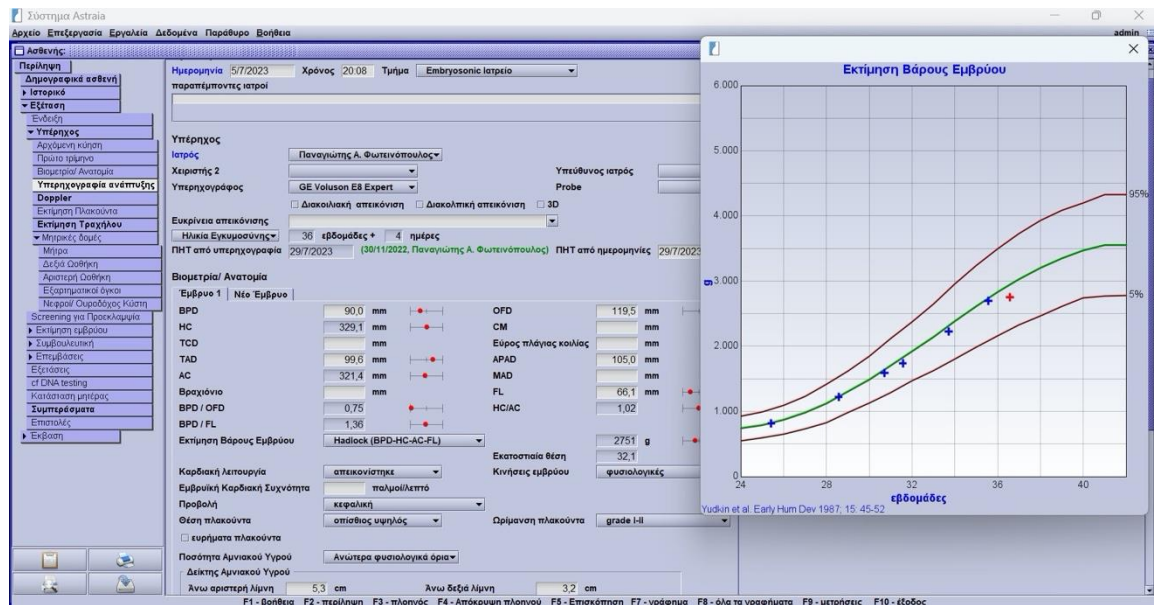 Σύστημα Astraia
Αρχείο Επεξεργασία Εργαλεία Δεδομένα Παράθυρο Βοήθεια
admin
Ασθενής:
Περίληψη
Δημογραφικά ασθενή
Ιστορικό
Εξέταση
Ένδειξη
Υπέρηχος
Αρχόμενη κύηση
Πρώτο τρίμηνο
Βιομετρία/ Ανατομία
Υπερηχογραφία ανάπτυξης
Doppler
Εκτίμηση Πλακούντα
Εκτίμηση Τραχήλου
Μητρικές δομές
Μήτρα
Δεξιά Ωοθήκη
Αριστερή Ωοθήκη
Εξαρτηματικοί όγκοι
Νεφροί/ Ουροδόχος Κύστη
Screening για Προεκλαμψία
Εκτίμηση εμβρύου
Συμβουλευτική
Επεμβάσεις
Εξετάσεις
cf DNA testing
Κατάσταση μητέρας
Συμπεράσματα
Επιστολές
Έκβαση
Ημερομηνία 5/7/2023 Χρόνος 20:08 Τμήμα Embryosonic Ιατρείο
παραπέμποντες ιατροί
Υπέρηχος
Ιατρός Παναγιώτης Α. Φωτεινόπουλος
Χειριστής 2 Υπεύθυνος ιατρός
Υπερηχογράφος GE Voluson E8 Expert Probe
Διακοιλιακή απεικόνιση Διακολπική απεικόνιση 3D
Ευκρίνεια απεικόνισης
Ηλικία Εγκυμοσύνης 36 εβδομάδες + 4 ημέρες
ΠΗΤ από υπερηχογραφία 29/7/2023 (30/11/2022, Παναγιώτης Α. Φωτεινόπουλος) ΠΗΤ από ημερομηνίες 29/7/2023
Βιομετρία/ Ανατομία
Έμβρυο 1 Νέο Έμβρυο
BPD 90,0 mm OFD 119,5 mm
HC 329,1 mm CM mm
TCD mm Εύρος πλάγιας κοιλίας mm
TAD 99,6 mm APAD 105,0 mm
AC 321,4 mm MAD mm
Βραχιόνιο mm FL 66,1 mm
BPD / OFD 0,75 HC/AC 1,02
BPD / FL 1,36
Εκτίμηση Βάρους Εμβρύου Hadlock (BPD-HC-AC-FL) 2751 g
Εκατοστιαία θέση 32,1
Καρδιακή λειτουργία απεικονίστηκε Κινήσεις εμβρύου φυσιολογικές
Εμβρυϊκή Καρδιακή Συχνότητα παλμοί/λεπτό
Προβολή κεφαλική
Θέση πλακούντα οπίσθιος υψηλός Ωρίμανση πλακούντα grade I-II
ευρήματα πλακούντα
Ποσότητα Αμνιακού Υγρού Ανώτερα φυσιολογικά όρια
Δείκτης Αμνιακού Υγρού
Άνω αριστερή λίμνη 5,3 cm Άνω δεξιά λίμνη 3,2 cm
F1 - βοήθεια F2 - περίληψη F3 - πλοηγός F4 - Απόκρυψη πλοηγού F5 - Επισκόπηση F7 - γράφημα F8 - όλα τα γραφήματα F9 - μετρήσεις F10 - έξοδος
Εκτίμηση Βάρους Εμβρύου
6.000
5.000
4.000
3.000
2.000
1.000
0
g
95%
5%
24 28 32 36 40
εβδομάδες
Yudkin et al. Early Hum Dev 1987; 15: 45-52